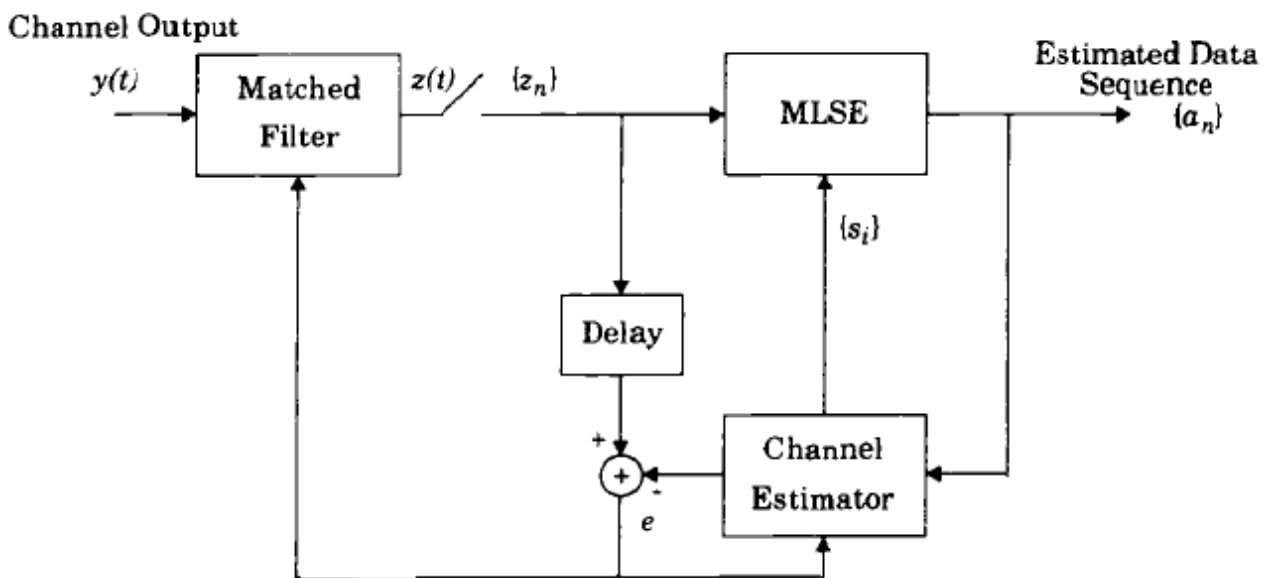 Channel Output
y(t)
Matched
Filter
z(t)
{z_n}
MLSE
Estimated Data
Sequence
{a_n}
{s_i}
Delay
+
+
-
e
Channel
Estimator